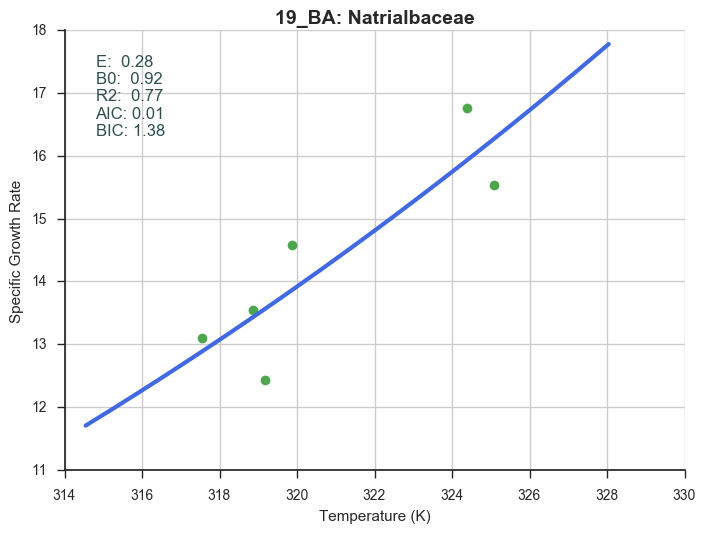 19_BA: Natrialbaceae
E:  0.28
B0:  0.92
R2:  0.77
AIC: 0.01
BIC: 1.38
18
17
16
15
14
13
12
11
Specific Growth Rate
314 316 318 320 322 324 326 328 330
Temperature (K)